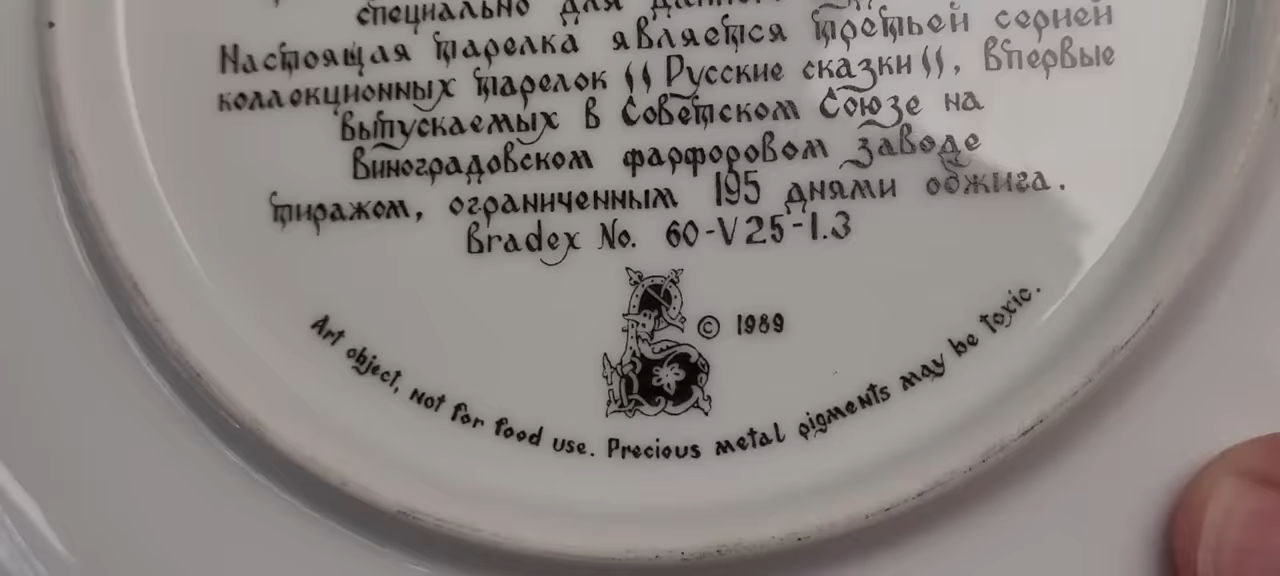 специально для
Настоящая тарелка является третьей серией
коллекционных тарелок "Русские сказки", впервые
выпускаемых в Советском Союзе на
Виноградовском фарфоровом заводе
тиражом, ограниченным 195 днями обжига.
Bradex No. 60-V25-1.3
© 1989
Art object, not for food use. Precious metal pigments may be toxic.